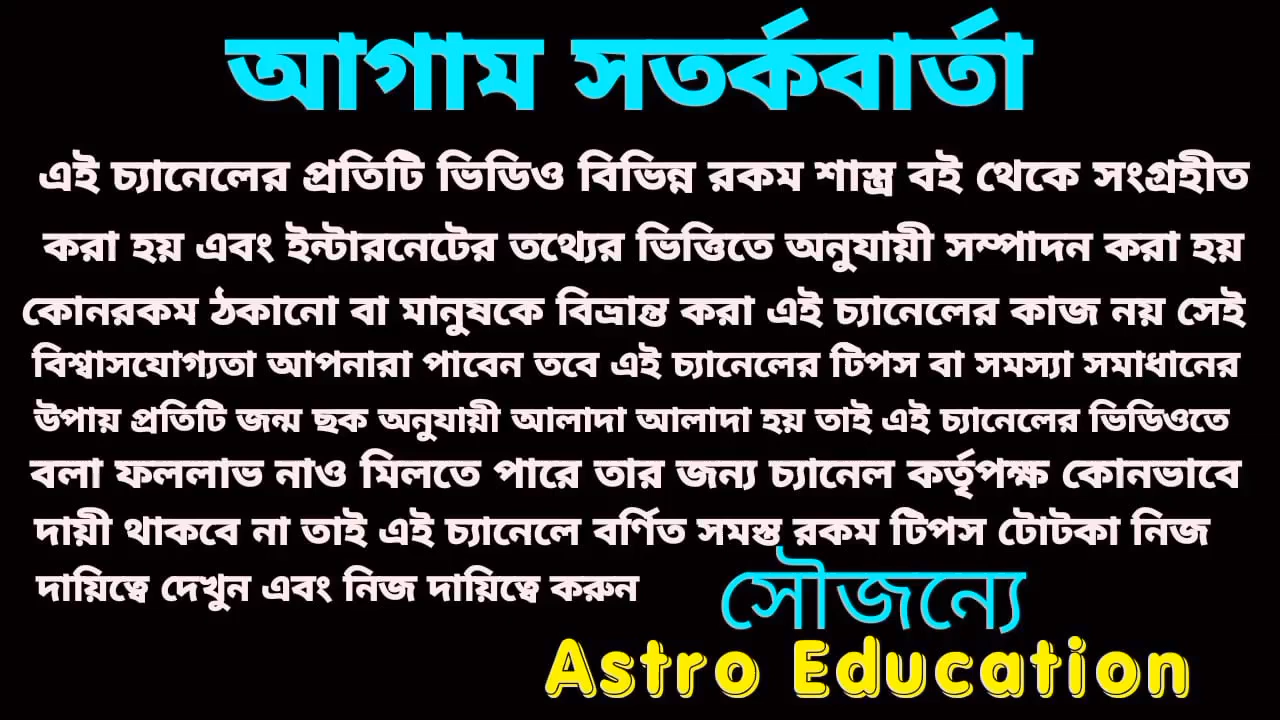 আগাম সতর্কবার্তা
এই চ্যানেলের প্রতিটি ভিডিও বিভিন্ন রকম শাস্ত্র বই থেকে সংগ্রহীত
করা হয় এবং ইন্টারনেটের তথ্যের ভিত্তিতে অনুযায়ী সম্পাদন করা হয়
কোনরকম ঠকানো বা মানুষকে বিভ্রান্ত করা এই চ্যানেলের কাজ নয় সেই
বিশ্বাসযোগ্যতা আপনারা পাবেন তবে এই চ্যানেলের টিপস বা সমস্যা সমাধানের
উপায় প্রতিটি জন্ম ছক অনুযায়ী আলাদা আলাদা হয় তাই এই চ্যানেলের ভিডিওতে
বলা ফললাভ নাও মিলতে পারে তার জন্য চ্যানেল কর্তৃপক্ষ কোনভাবে
দায়ী থাকবে না তাই এই চ্যানেলে বর্ণিত সমস্ত রকম টিপস টোটকা নিজ
দায়িত্বে দেখুন এবং নিজ দায়িত্বে করুন
সৌজন্যে
Astro Education